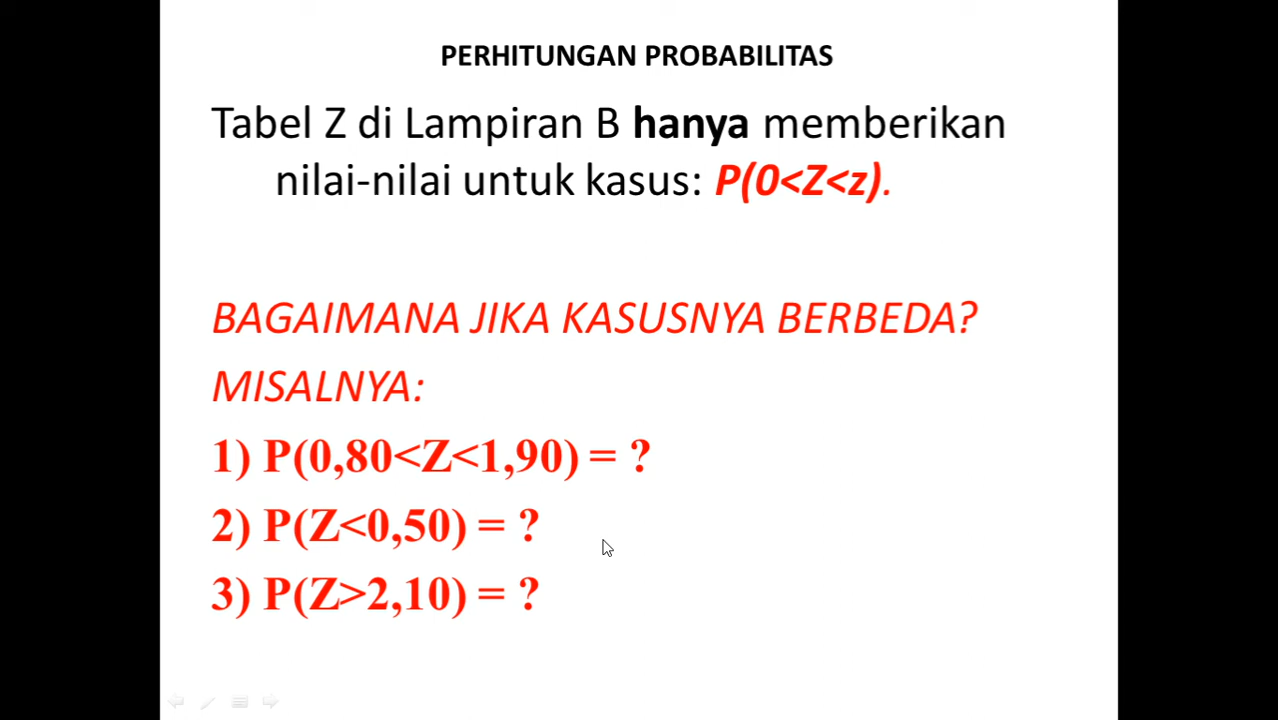 PERHITUNGAN PROBABILITAS
Tabel Z di Lampiran B hanya memberikan
nilai-nilai untuk kasus: P(0<Z<z).
BAGAIMANA JIKA KASUSNYA BERBEDA?
MISALNYA:
1) P(0,80<Z<1,90) = ?
2) P(Z<0,50) = ?
3) P(Z>2,10) = ?